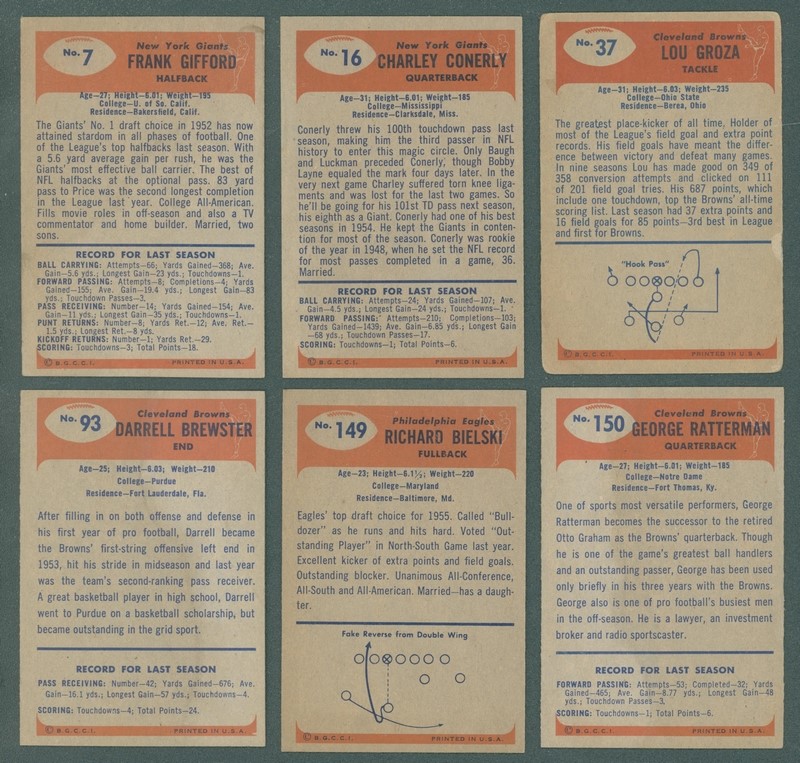 No. 7
New York Giants
FRANK GIFFORD
HALFBACK
Age—27; Height—6.01; Weight—195
College—U. of So. Calif.
Residence—Bakersfield, Calif.
The Giants' No. 1 draft choice in 1952 has now
attained stardom in all phases of football. One
of the League's top halfbacks last season. With
a 5.6 yard average gain per rush, he was the
Giants' most effective ball carrier. The best of
NFL halfbacks at the optional pass. 83 yard
pass to Price was the second longest completion
in the League last year. College All-American.
Fills movie roles in off-season and also a TV
commentator and home builder. Married, two
sons.
RECORD FOR LAST SEASON
BALL CARRYING: Attempts—66; Yards Gained—368; Ave.
Gain—5.6 yds.; Longest Gain—23 yds.; Touchdowns—1.
FORWARD PASSING: Attempts—8; Completions—4; Yards
Gained—155; Ave. Gain—19.4 yds.; Longest Gain—83
yds.; Touchdown Passes—3.
PASS RECEIVING: Number—14; Yards Gained—154; Ave.
Gain—11 yds.; Longest Gain—35 yds.; Touchdowns—1.
PUNT RETURNS: Number—8; Yards Ret.—12; Ave. Ret.—
1.5 yds.; Longest Ret.—8 yds.
KICKOFF RETURNS: Number—1; Yards Ret.—29.
SCORING: Touchdowns—3; Total Points—18.
© B.G.C.C.I. PRINTED IN U.S.A.
No. 16
New York Giants
CHARLEY CONERLY
QUARTERBACK
Age—31; Height—6.01; Weight—185
College—Mississippi
Residence—Clarksdale, Miss.
Conerly threw his 100th touchdown pass last
season, making him the third passer in NFL
history to enter this magic circle. Only Baugh
and Luckman preceded Conerly, though Bobby
Layne equaled the mark four days later. In the
very next game Charley suffered torn knee liga-
ments and was lost for the last two games. So
he'll be going for his 101st TD pass next season,
his eighth as a Giant. Conerly had one of his best
seasons in 1954. He kept the Giants in conten-
tion for most of the season. Conerly was rookie
of the year in 1948, when he set the NFL record
for most passes completed in a game, 36.
Married.
RECORD FOR LAST SEASON
BALL CARRYING: Attempts—24; Yards Gained—107; Ave.
Gain—4.5 yds.; Longest Gain—24 yds.; Touchdowns—1.
FORWARD PASSING: Attempts—210; Completions—103;
Yards Gained—1439; Ave. Gain—6.85 yds.; Longest Gain
—68 yds.; Touchdown Passes—17.
SCORING: Touchdowns—1; Total Points—6.
© B.G.C.C.I. PRINTED IN U.S.A.
No. 37
Cleveland Browns
LOU GROZA
TACKLE
Age—31; Height—6.03; Weight—235
College—Ohio State
Residence—Berea, Ohio
The greatest place-kicker of all time, Holder of
most of the League's field goal and extra point
records. His field goals have meant the differ-
ence between victory and defeat many games.
In nine seasons Lou has made good on 349 of
358 conversion attempts and clicked on 111
of 201 field goal tries. His 687 points, which
include one touchdown, top the Browns' all-time
scoring list. Last season had 37 extra points and
16 field goals for 85 points—3rd best in League
and first for Browns.
"Hook Pass"
© B.G.C.C.I. PRINTED IN U.S.A.
No. 93
Cleveland Browns
DARRELL BREWSTER
END
Age—25; Height—6.03; Weight—210
College—Purdue
Residence—Fort Lauderdale, Fla.
After filling in on both offense and defense in
his first year of pro football, Darrell became
the Browns' first-string offensive left end in
1953, hit his stride in midseason and last year
was the team's second-ranking pass receiver.
A great basketball player in high school, Darrell
went to Purdue on a basketball scholarship, but
became outstanding in the grid sport.
RECORD FOR LAST SEASON
PASS RECEIVING: Number—42; Yards Gained—676; Ave.
Gain—16.1 yds.; Longest Gain—57 yds.; Touchdowns—4.
SCORING: Touchdowns—4; Total Points—24.
© B.G.C.C.I. PRINTED IN U.S.A.
No. 149
Philadelphia Eagles
RICHARD BIELSKI
FULLBACK
Age—23; Height—6.1½; Weight—220
College—Maryland
Residence—Baltimore, Md.
Eagles' top draft choice for 1955. Called "Bull-
dozer" as he runs and hits hard. Voted "Out-
standing Player" in North-South Game last year.
Excellent kicker of extra points and field goals.
Outstanding blocker. Unanimous All-Conference,
All-South and All-American. Married—has a daugh-
ter.
Fake Reverse from Double Wing
© B.G.C.C.I. PRINTED IN U.S.A.
No. 150
Cleveland Browns
GEORGE RATTERMAN
QUARTERBACK
Age—27; Height—6.01; Weight—185
College—Notre Dame
Residence—Fort Thomas, Ky.
One of sports most versatile performers, George
Ratterman becomes the successor to the retired
Otto Graham as the Browns' quarterback. Though
he is one of the game's greatest ball handlers
and an outstanding passer, George has been used
only briefly in his three years with the Browns.
George also is one of pro football's busiest men
in the off-season. He is a lawyer, an investment
broker and radio sportscaster.
RECORD FOR LAST SEASON
FORWARD PASSING: Attempts—53; Completed—32; Yards
Gained—465; Ave. Gain—8.77 yds.; Longest Gain—48
yds.; Touchdown Passes—3.
SCORING: Touchdowns—1; Total Points—6.
© B.G.C.C.I. PRINTED IN U.S.A.